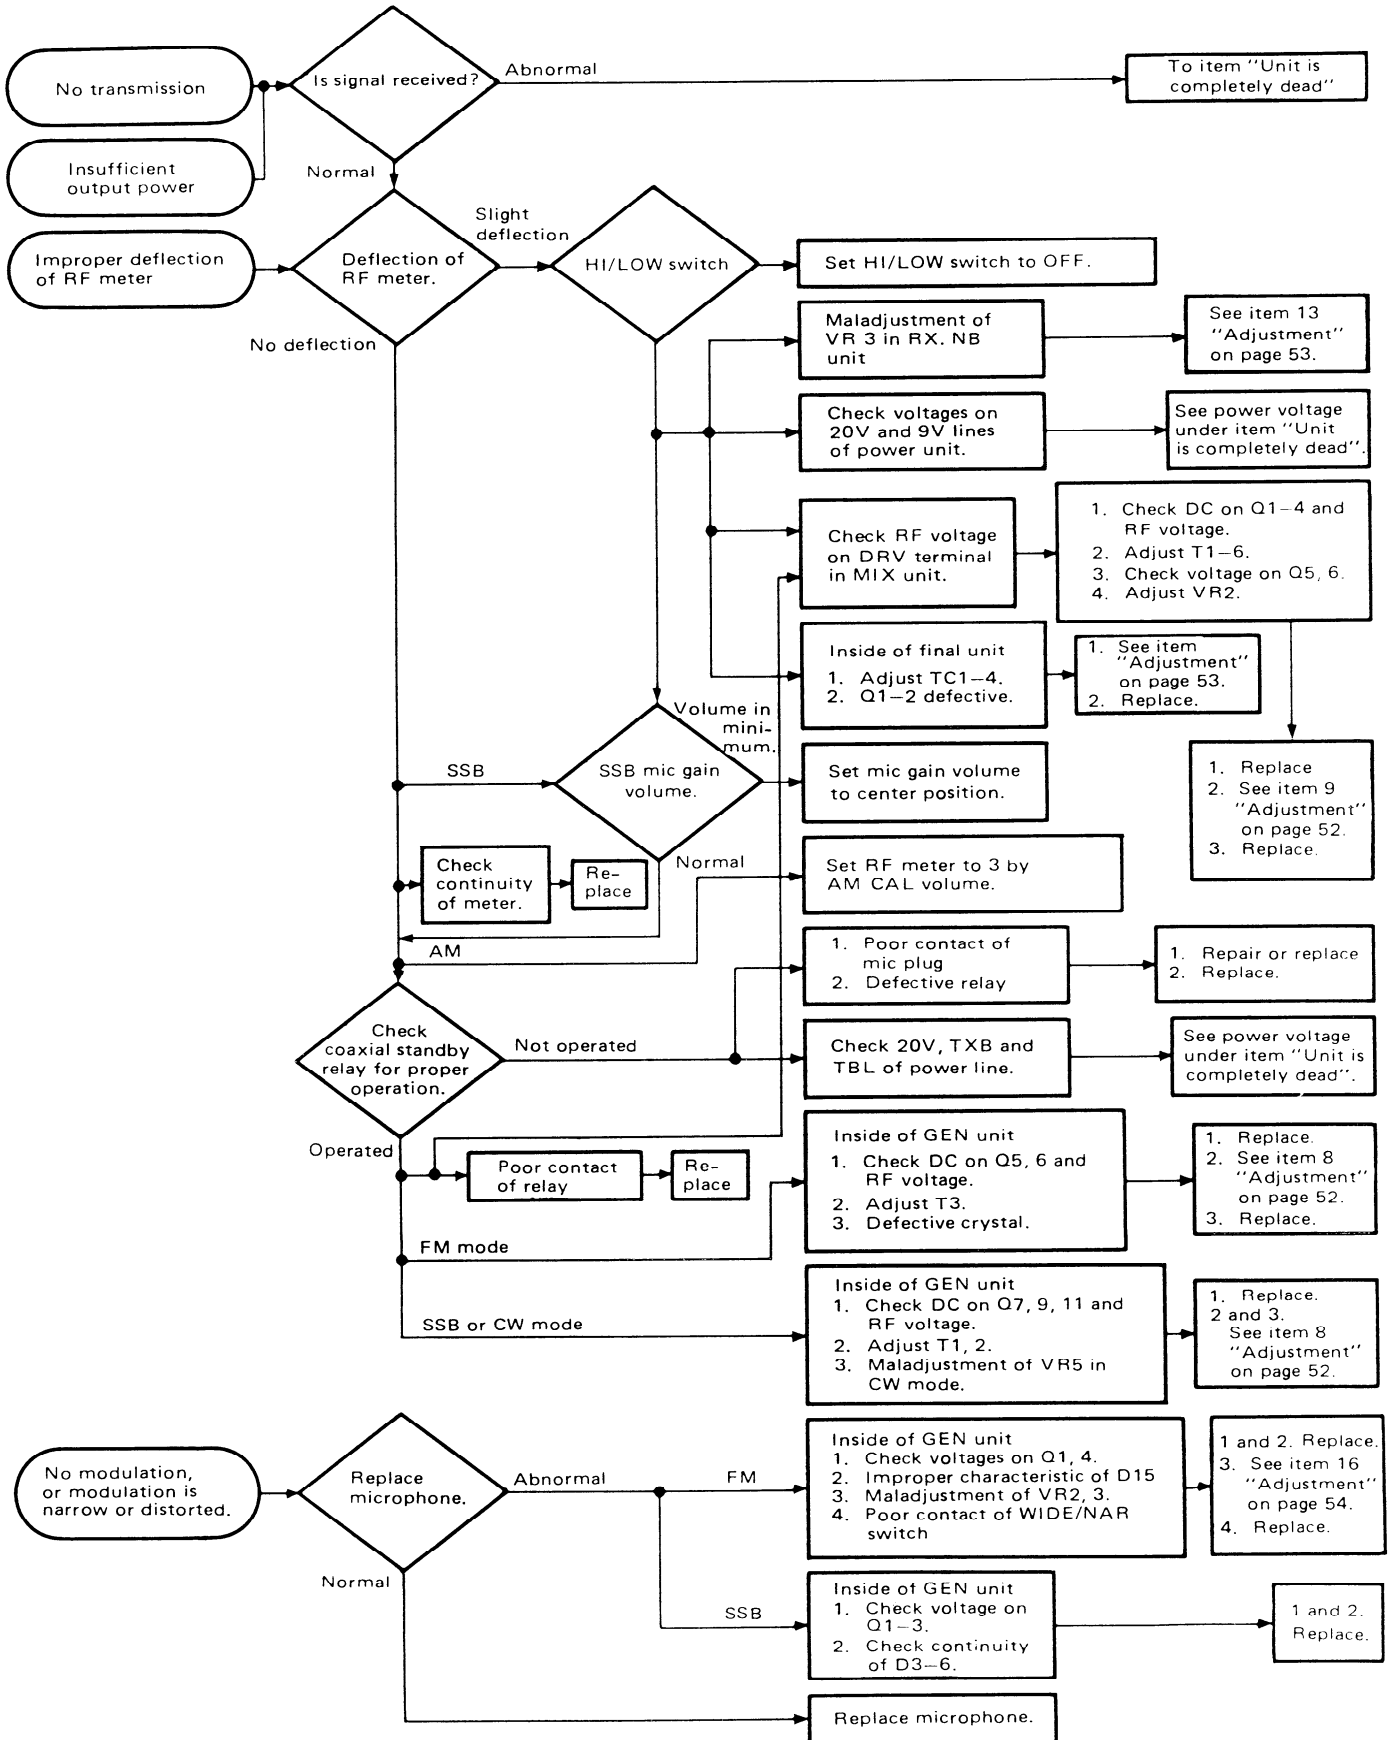 No transmission
Is signal received?
Abnormal
To item "Unit is
completely dead"
Insufficient
output power
Normal
Improper deflection
of RF meter
Deflection of
RF meter.
Slight
deflection
HI/LOW switch
Set HI/LOW switch to OFF.
No deflection
Maladjustment of
VR 3 in RX. NB
unit
See item 13
"Adjustment"
on page 53.
Check voltages on
20V and 9V lines
of power unit.
See power voltage
under item "Unit
is completely dead".
Check RF voltage
on DRV terminal
in MIX unit.
1. Check DC on Q1–4 and
RF voltage.
2. Adjust T1–6.
3. Check voltage on Q5, 6.
4. Adjust VR2.
Inside of final unit
1. Adjust TC1–4.
2. Q1–2 defective.
1. See item
"Adjustment"
on page 53.
2. Replace.
1. Replace
2. See item 9
"Adjustment"
on page 52.
3. Replace.
SSB
SSB mic gain
volume.
Volume in
mini-
mum.
Set mic gain volume
to center position.
Normal
Check
continuity
of meter.
Re-
place
Set RF meter to 3 by
AM CAL volume.
AM
1. Poor contact of
mic plug
2. Defective relay
1. Repair or replace
2. Replace.
Check
coaxial standby
relay for proper
operation.
Not operated
Check 20V, TXB and
TBL of power line.
See power voltage
under item "Unit is
completely dead".
Operated
Poor contact
of relay
Re-
place
Inside of GEN unit
1. Check DC on Q5, 6 and
RF voltage.
2. Adjust T3.
3. Defective crystal.
1. Replace.
2. See item 8
"Adjustment"
on page 52.
3. Replace.
FM mode
SSB or CW mode
Inside of GEN unit
1. Check DC on Q7, 9, 11 and
RF voltage.
2. Adjust T1, 2.
3. Maladjustment of VR5 in
CW mode.
1. Replace.
2 and 3.
See item 8
"Adjustment"
on page 52.
No modulation,
or modulation is
narrow or distorted.
Replace
microphone.
Abnormal
FM
Inside of GEN unit
1. Check voltages on Q1, 4.
2. Improper characteristic of D15
3. Maladjustment of VR2, 3.
4. Poor contact of WIDE/NAR
switch
1 and 2. Replace.
3. See item 16
"Adjustment"
on page 54.
4. Replace.
Normal
SSB
Inside of GEN unit
1. Check voltage on
Q1–3.
2. Check continuity
of D3–6.
1 and 2.
Replace.
Replace microphone.